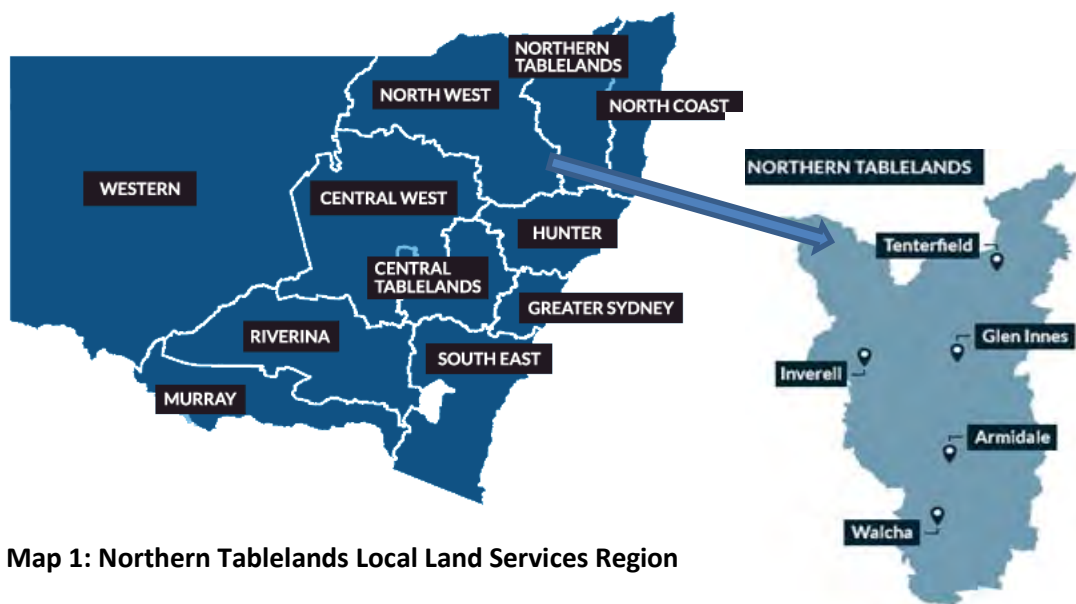 NORTHERN
TABLELANDS
NORTH WEST
NORTH COAST
WESTERN
CENTRAL WEST
HUNTER
CENTRAL
TABLELANDS
GREATER SYDNEY
RIVERINA
SOUTH EAST
MURRAY
NORTHERN TABLELANDS
Tenterfield
Glen Innes
Inverell
Armidale
Walcha
Map 1: Northern Tablelands Local Land Services Region